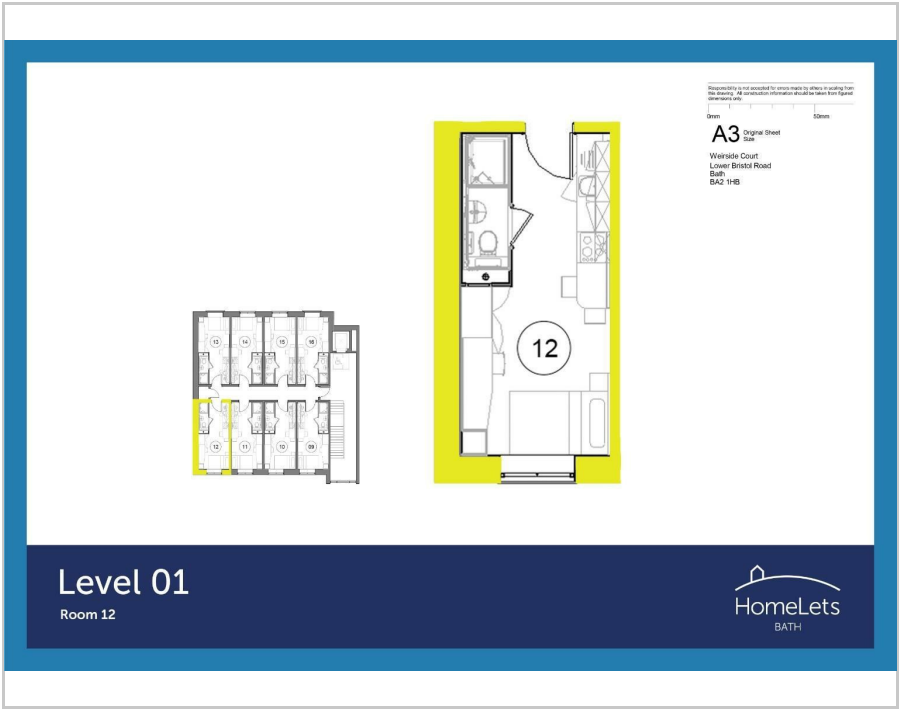 Responsibility is not accepted for errors made by others in scaling from
this drawing. All construction information should be taken from figured
dimensions only.
0mm 50mm
A3 Original Sheet
Size
Weirside Court
Lower Bristol Road
Bath
BA2 1HB
12
13 14 15 16
12 11 10 09
Level 01
Room 12
HomeLets
BATH